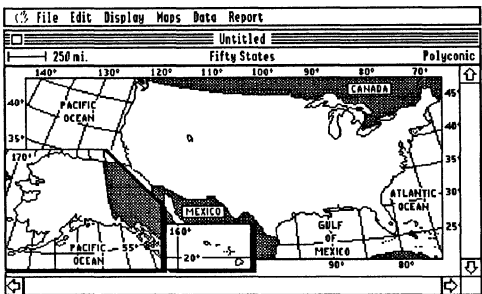 File Edit Display Maps Data Report
Untitled
250 mi. Fifty States Polyconic
140° 130° 120° 110° 100° 90° 80° 70°
CANADA
45
40° PACIFIC OCEAN
40
35°
35
170°
30
ATLANTIC OCEAN
MEXICO
25
160°
GULF OF MEXICO
PACIFIC OCEAN 55°
20°
90° 80°